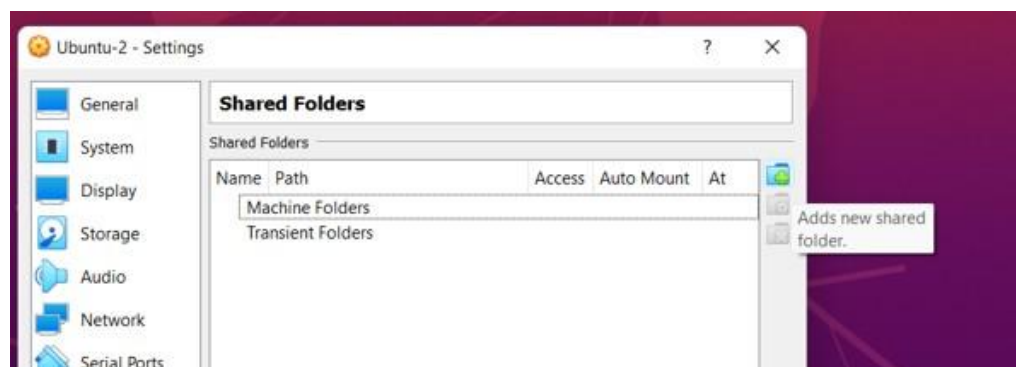 Ubuntu-2 - Settings ?
General
System
Display
Storage
Audio
Network
Serial Ports
Shared Folders
Shared Folders
Name Path Access Auto Mount At
Machine Folders
Transient Folders
Adds new shared
folder.